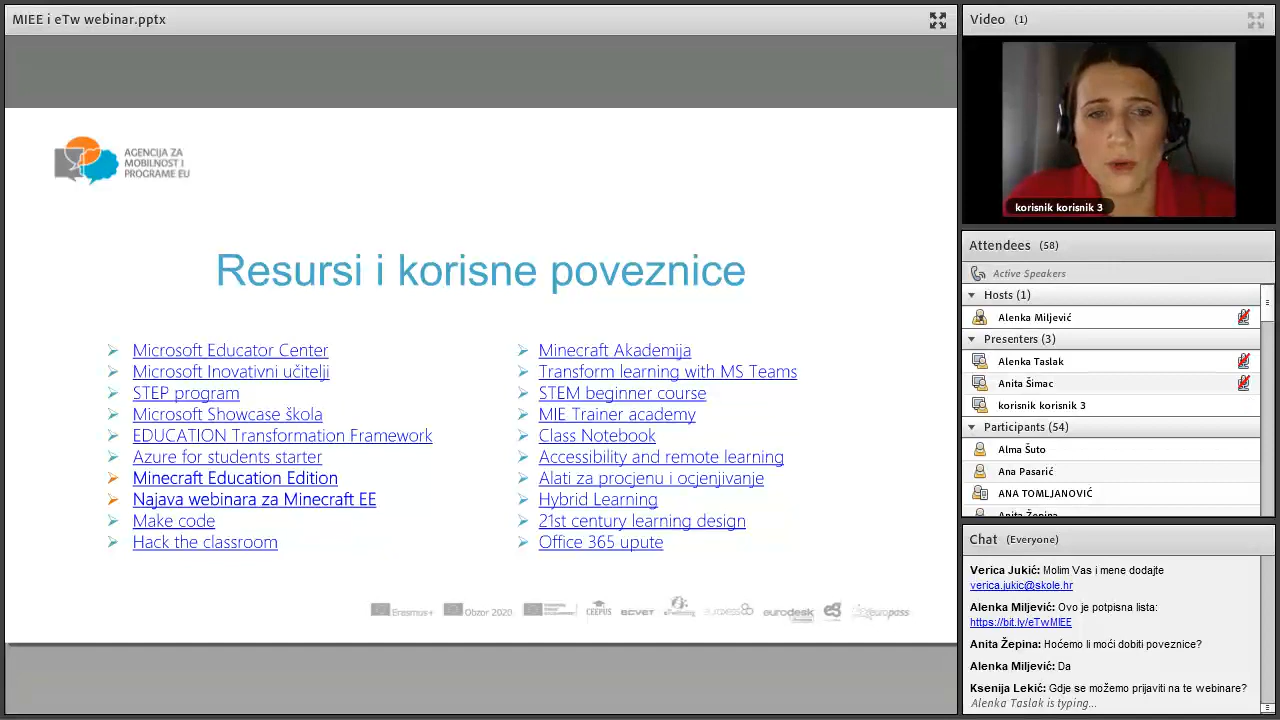 MIEE i eTw webinar.pptx
AGENCIJA ZA
MOBILNOST I
PROGRAME EU
Resursi i korisne poveznice
Microsoft Educator Center
Microsoft Inovativni učitelji
STEP program
Microsoft Showcase škola
EDUCATION Transformation Framework
Azure for students starter
Minecraft Education Edition
Najava webinara za Minecraft EE
Make code
Hack the classroom
Minecraft Akademija
Transform learning with MS Teams
STEM beginner course
MIE Trainer academy
Class Notebook
Accessibility and remote learning
Alati za procjenu i ocjenjivanje
Hybrid Learning
21st century learning design
Office 365 upute
Erasmus+
Obzor 2020
CEEPUS
ECVET
euraxess
eurodesk
europass
Video (1)
korisnik korisnik 3
Attendees (58)
Active Speakers
Hosts (1)
Alenka Miljević
Presenters (3)
Alenka Taslak
Anita Šimac
korisnik korisnik 3
Participants (54)
Alma Šuto
Ana Pasarić
ANA TOMLJANOVIĆ
Anita Žepina
Chat (Everyone)
Verica Jukić: Molim Vas i mene dodajte
verica.jukic@skole.hr
Alenka Miljević: Ovo je potpisna lista:
https://bit.ly/eTwMIEE
Anita Žepina: Hoćemo li moći dobiti poveznice?
Alenka Miljević: Da
Ksenija Lekić: Gdje se možemo prijaviti na te webinare?
Alenka Taslak is typing...